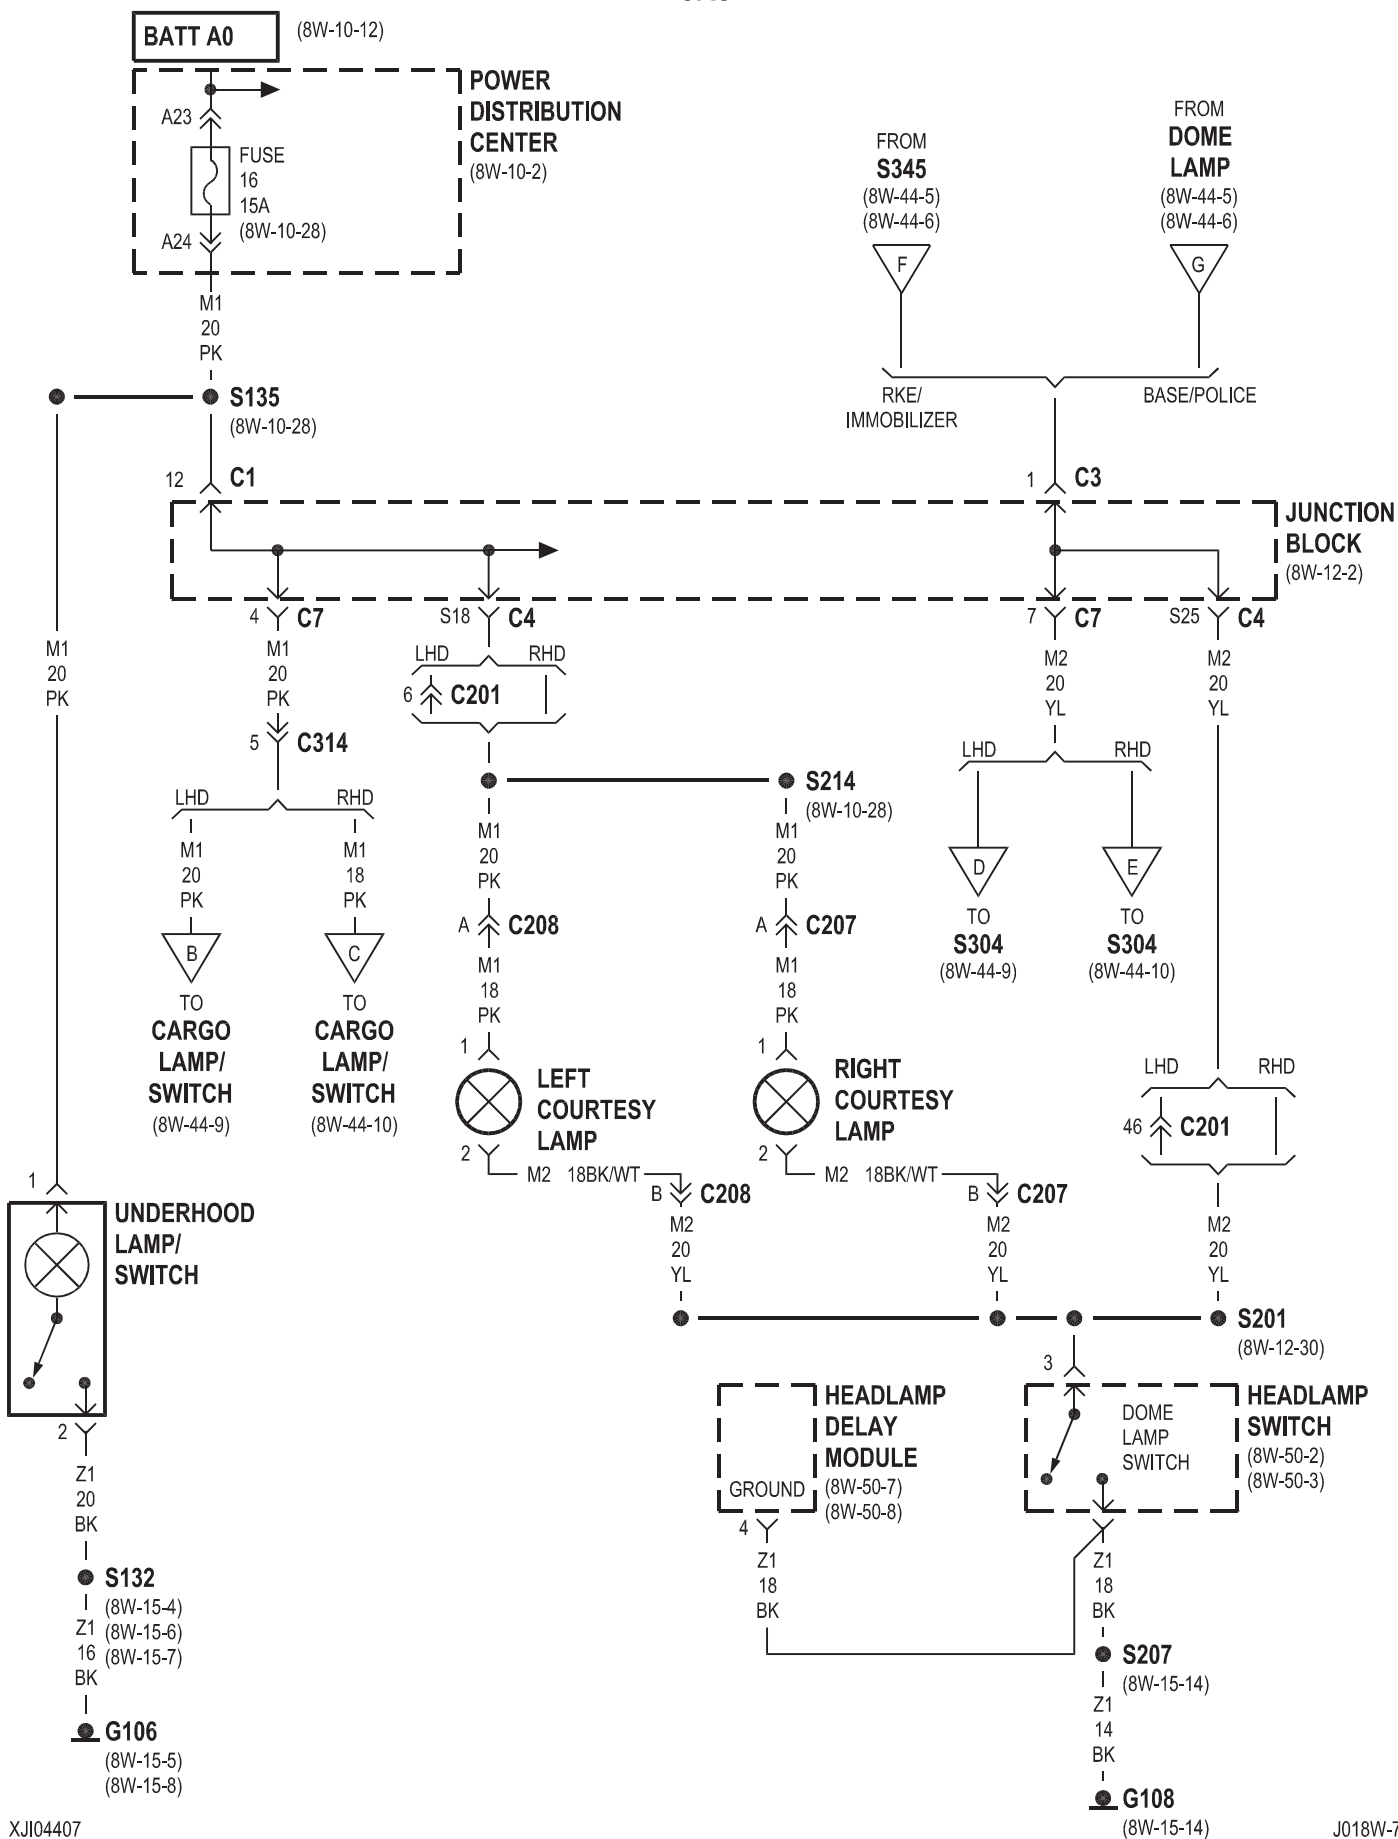 BATT A0
(8W-10-12)
POWER
DISTRIBUTION
CENTER
(8W-10-2)
A23
FUSE
16
15A
(8W-10-28)
A24
M1
20
PK
S135
(8W-10-28)
FROM
S345
(8W-44-5)
(8W-44-6)
F
FROM
DOME
LAMP
(8W-44-5)
(8W-44-6)
G
RKE/
IMMOBILIZER
BASE/POLICE
12
C1
1
C3
JUNCTION
BLOCK
(8W-12-2)
4
C7
S18
C4
7
C7
S25
C4
M1
20
PK
M1
20
PK
LHD
RHD
6
C201
M2
20
YL
M2
20
YL
5
C314
LHD
RHD
LHD
RHD
S214
(8W-10-28)
M1
20
PK
M1
18
PK
M1
20
PK
M1
20
PK
D
E
B
C
A
C208
A
C207
TO
S304
(8W-44-9)
TO
S304
(8W-44-10)
TO
CARGO
LAMP/
SWITCH
(8W-44-9)
TO
CARGO
LAMP/
SWITCH
(8W-44-10)
M1
18
PK
M1
18
PK
1
LEFT
COURTESY
LAMP
2
1
RIGHT
COURTESY
LAMP
2
LHD
RHD
46
C201
M2
18BK/WT
B
C208
M2
18BK/WT
B
C207
1
UNDERHOOD
LAMP/
SWITCH
M2
20
YL
M2
20
YL
M2
20
YL
S201
(8W-12-30)
3
HEADLAMP
DELAY
MODULE
(8W-50-7)
(8W-50-8)
GROUND
DOME
LAMP
SWITCH
HEADLAMP
SWITCH
(8W-50-2)
(8W-50-3)
2
4
Z1
20
BK
Z1
18
BK
Z1
18
BK
S132
(8W-15-4)
(8W-15-6)
(8W-15-7)
Z1
16
BK
S207
(8W-15-14)
Z1
14
BK
G106
(8W-15-5)
(8W-15-8)
G108
(8W-15-14)
XJI04407
J018W-7